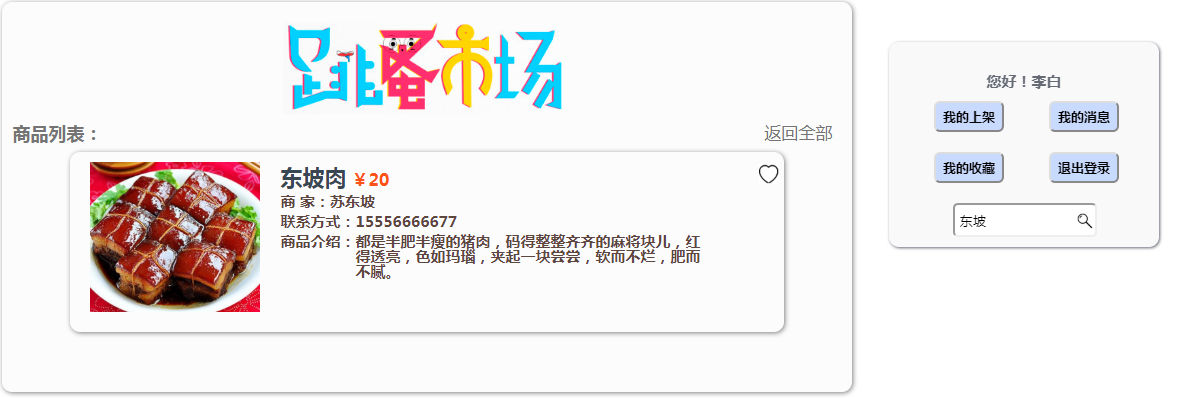 跳蚤市场
商品列表：
返回全部
东坡肉 ￥20
商 家：苏东坡
联系方式：15556666677
商品介绍：都是半肥半瘦的猪肉，码得整整齐齐的麻将块儿，红
得透亮，色如玛瑙，夹起一块尝尝，软而不烂，肥而
不腻。
您好！李白
我的上架
我的消息
我的收藏
退出登录
东坡